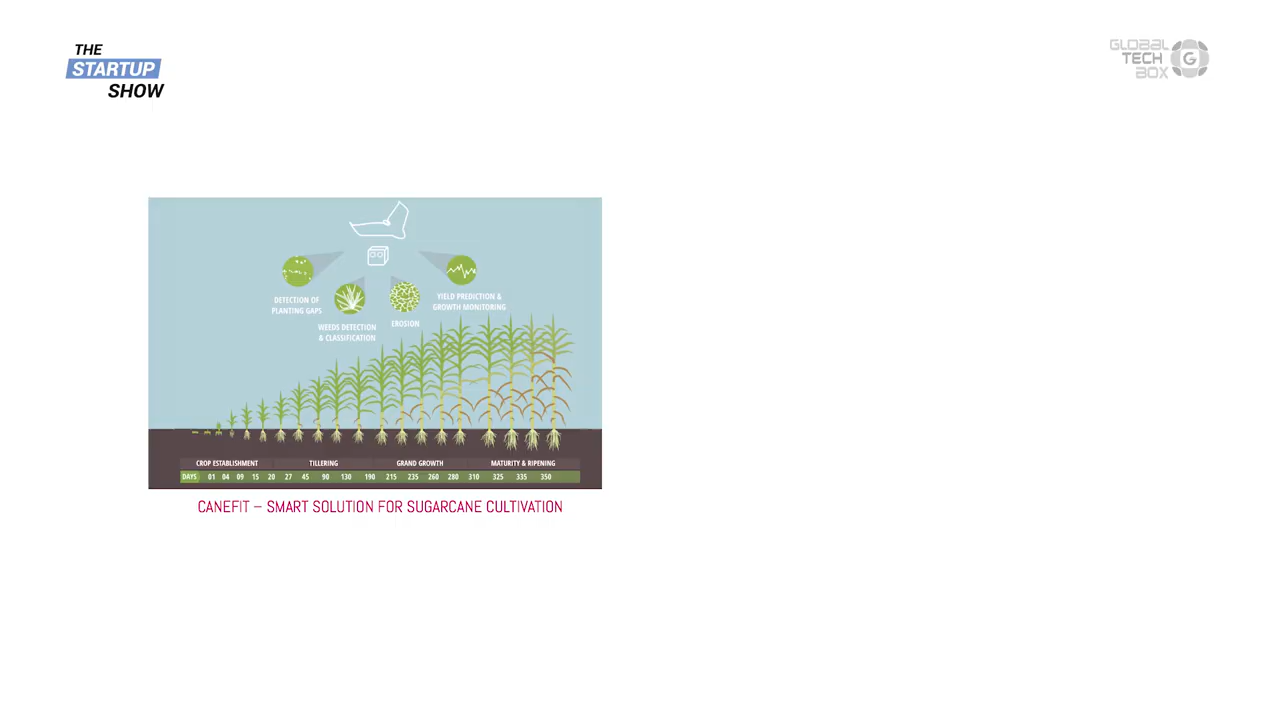 THE
STARTUP
SHOW
GLOBAL
TECH
BOX
G
DETECTION OF
PLANTING GAPS
WEEDS DETECTION
& CLASSIFICATION
EROSION
YIELD PREDICTION &
GROWTH MONITORING
CROP ESTABLISHMENT TILLERING GRAND GROWTH MATURITY & RIPENING
DAYS 01 04 09 15 20 27 45 90 130 190 215 235 260 280 310 325 335 350
CANEFIT – SMART SOLUTION FOR SUGARCANE CULTIVATION